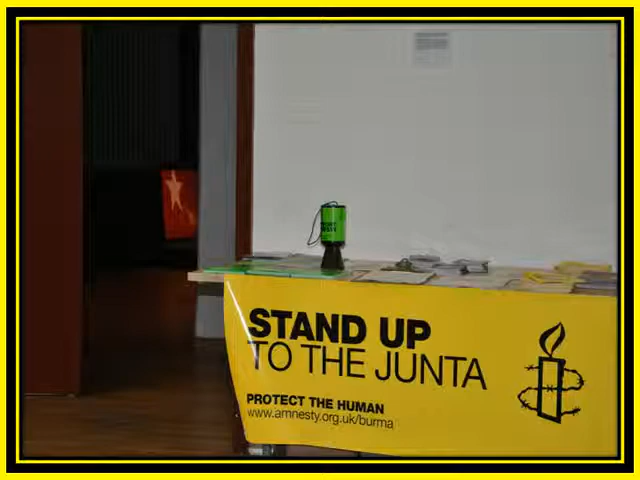 STAND UP
TO THE JUNTA
PROTECT THE HUMAN
www.amnesty.org.uk/burma